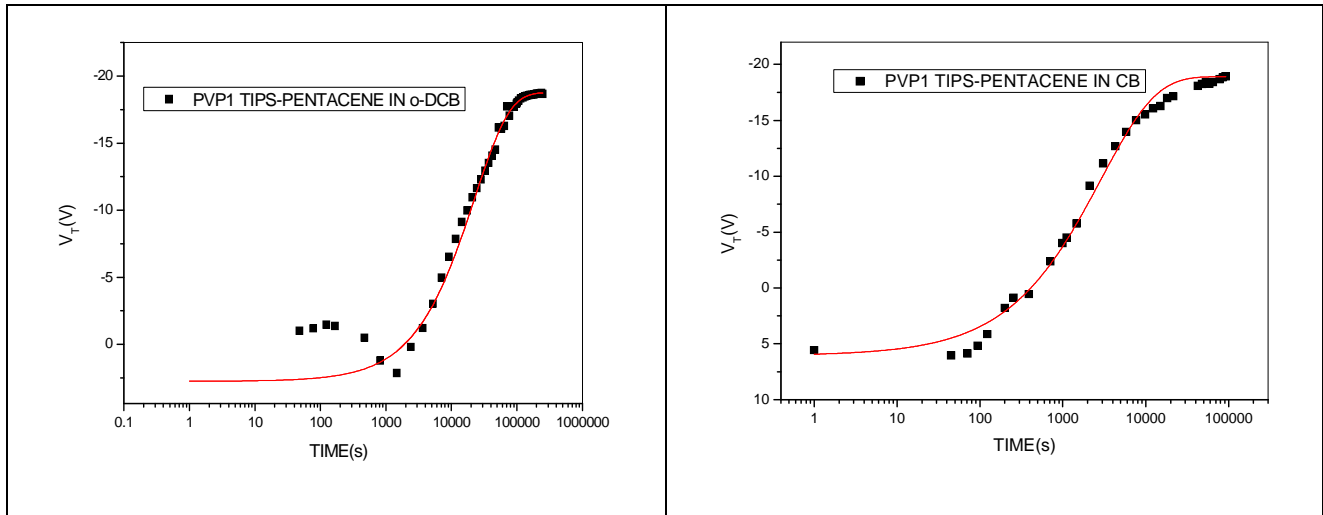 -20
-15
-10
-5
0
V_T(V)
PVP1 TIPS-PENTACENE IN o-DCB
0.1 1 10 100 1000 10000 100000 1000000
TIME(s)
-20
-15
-10
-5
0
5
10
V_T(V)
PVP1 TIPS-PENTACENE IN CB
1 10 100 1000 10000 100000
TIME(s)